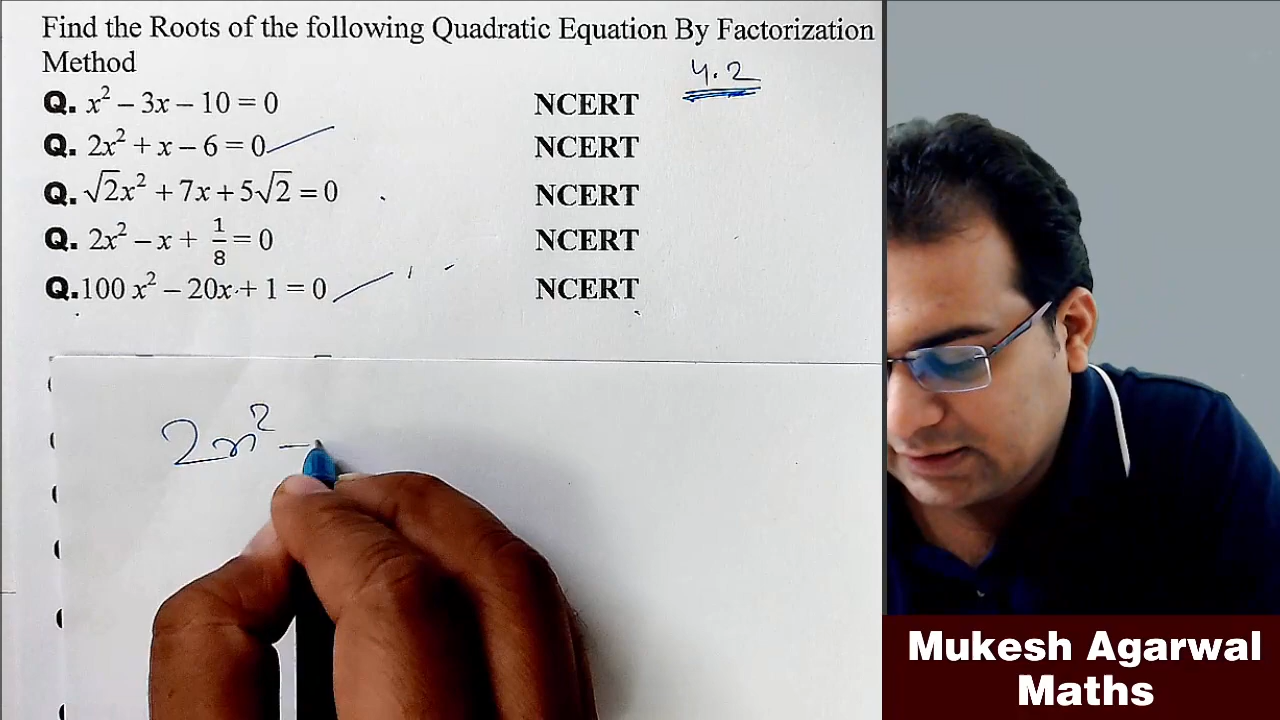 Find the Roots of the following Quadratic Equation By Factorization
Method
4.2
Q. x² – 3x – 10 = 0 NCERT
Q. 2x² + x – 6 = 0 NCERT
Q. √2x² + 7x + 5√2 = 0 NCERT
Q. 2x² – x + 1/8 = 0 NCERT
Q. 100 x² – 20x + 1 = 0 NCERT
2x² –
Mukesh Agarwal
Maths